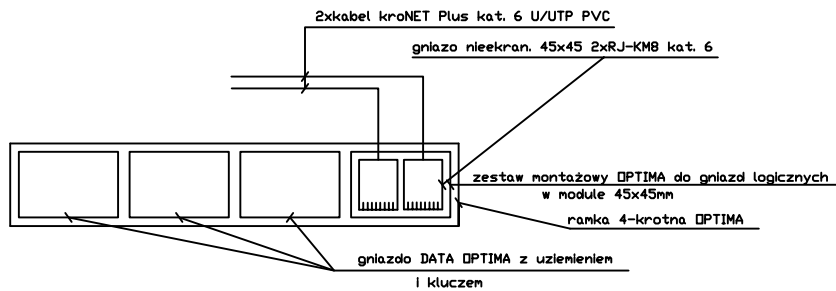 2xkabel kroNET Plus kat. 6 U/UTP PVC
gniazo nieekran. 45x45 2xRJ-KM8 kat. 6
zestaw montażowy OPTIMA do gniazd logicznych
w module 45x45mm
ramka 4-krotna OPTIMA
gniazdo DATA OPTIMA z uziemieniem
i kluczem